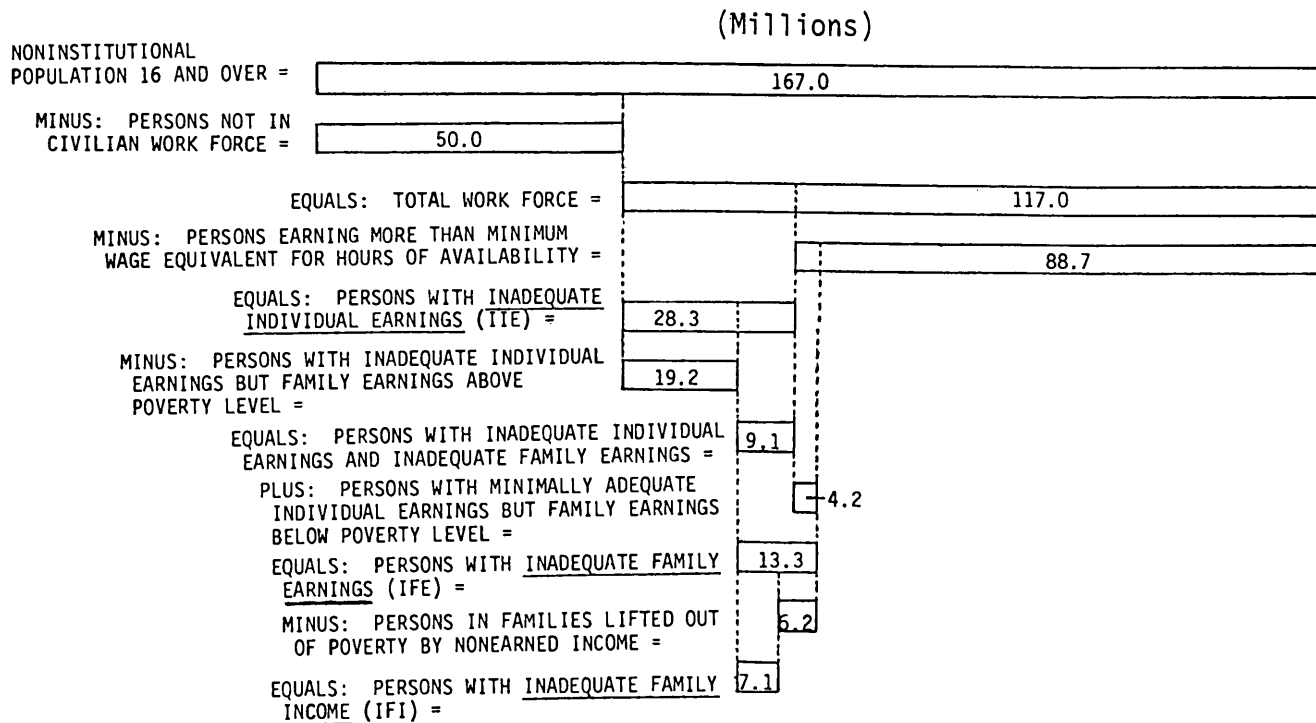 (Millions)
NONINSTITUTIONAL
POPULATION 16 AND OVER =
167.0
MINUS: PERSONS NOT IN
CIVILIAN WORK FORCE =
50.0
EQUALS: TOTAL WORK FORCE =
117.0
MINUS: PERSONS EARNING MORE THAN MINIMUM
WAGE EQUIVALENT FOR HOURS OF AVAILABILITY =
88.7
EQUALS: PERSONS WITH INADEQUATE
INDIVIDUAL EARNINGS (IIE) =
28.3
MINUS: PERSONS WITH INADEQUATE INDIVIDUAL
EARNINGS BUT FAMILY EARNINGS ABOVE
POVERTY LEVEL =
19.2
EQUALS: PERSONS WITH INADEQUATE INDIVIDUAL
EARNINGS AND INADEQUATE FAMILY EARNINGS =
9.1
PLUS: PERSONS WITH MINIMALLY ADEQUATE
INDIVIDUAL EARNINGS BUT FAMILY EARNINGS
BELOW POVERTY LEVEL =
4.2
EQUALS: PERSONS WITH INADEQUATE FAMILY
EARNINGS (IFE) =
13.3
MINUS: PERSONS IN FAMILIES LIFTED OUT
OF POVERTY BY NONEARNED INCOME =
6.2
EQUALS: PERSONS WITH INADEQUATE FAMILY
INCOME (IFI) =
7.1